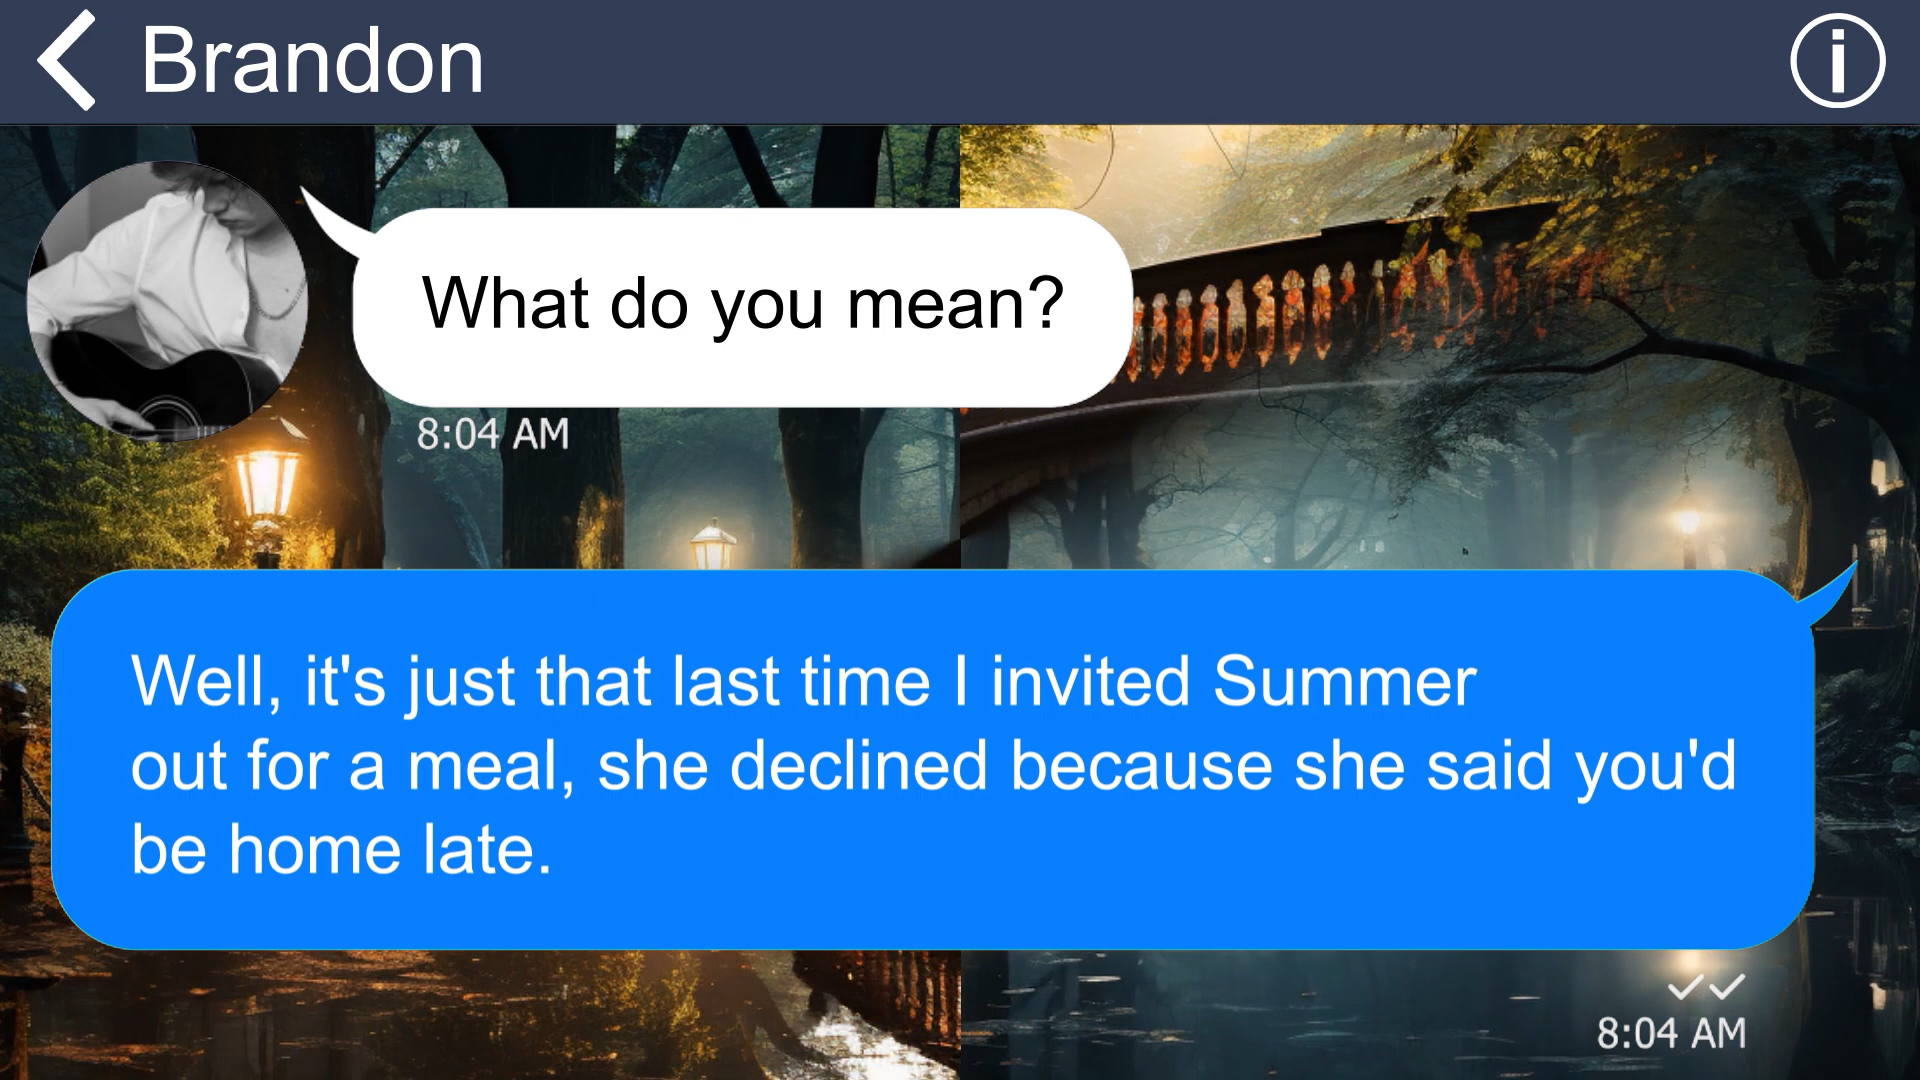 Brandon
What do you mean?
8:04 AM
Well, it's just that last time I invited Summer
out for a meal, she declined because she said you'd
be home late.
8:04 AM